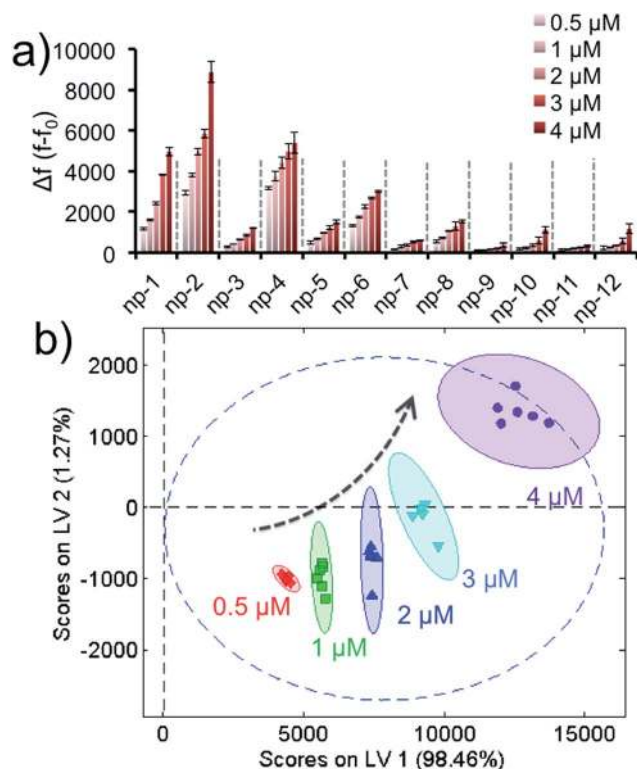 a)
0.5 µM
1 µM
2 µM
3 µM
4 µM
Δf (f-f₀)
10000
8000
6000
4000
2000
0
np-1
np-2
np-3
np-4
np-5
np-6
np-7
np-8
np-9
np-10
np-11
np-12
b)
Scores on LV 2 (1.27%)
2000
1000
0
-1000
-2000
4 µM
3 µM
2 µM
1 µM
0.5 µM
0 5000 10000 15000
Scores on LV 1 (98.46%)